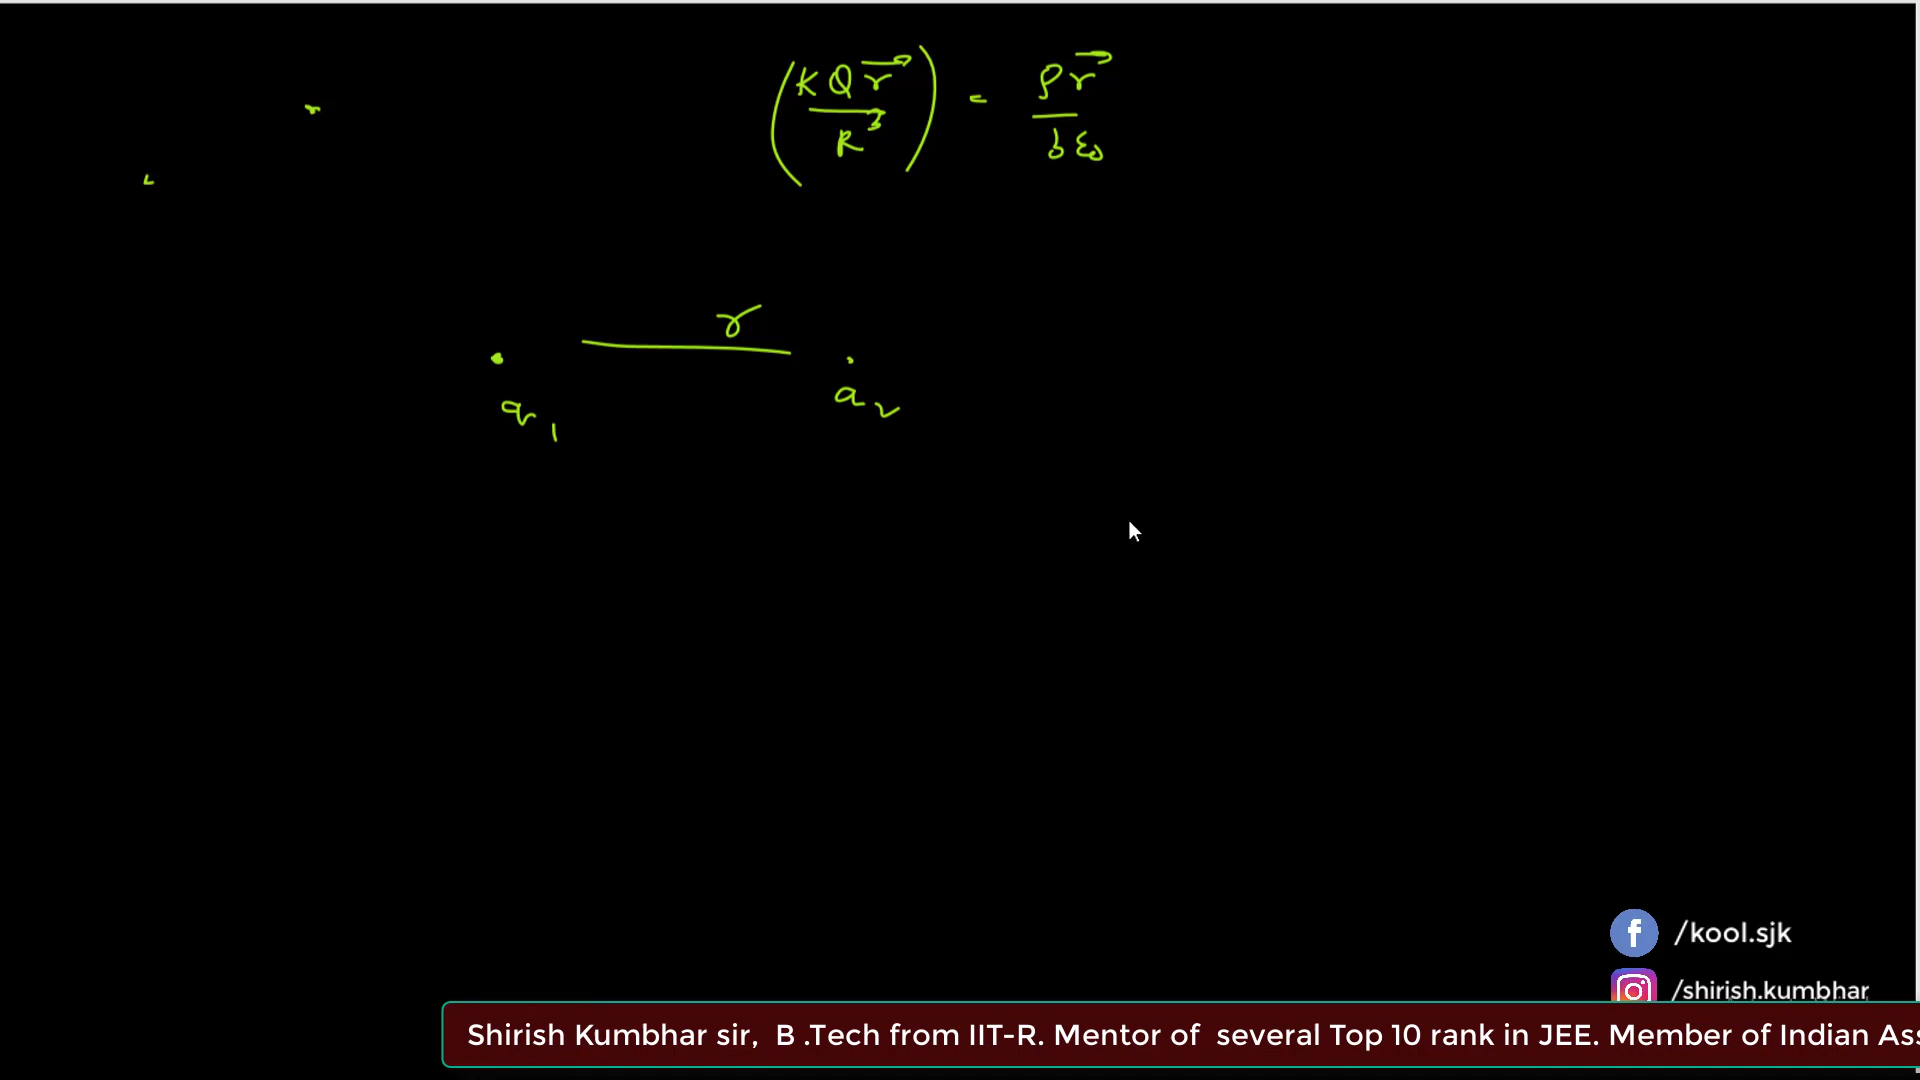 (KQr⃗ / R³) = ρr⃗ / 3ε₀
r
q₁ q₂
/kool.sjk
/shirish.kumbhar
Shirish Kumbhar sir, B .Tech from IIT-R. Mentor of several Top 10 rank in JEE. Member of Indian Ass